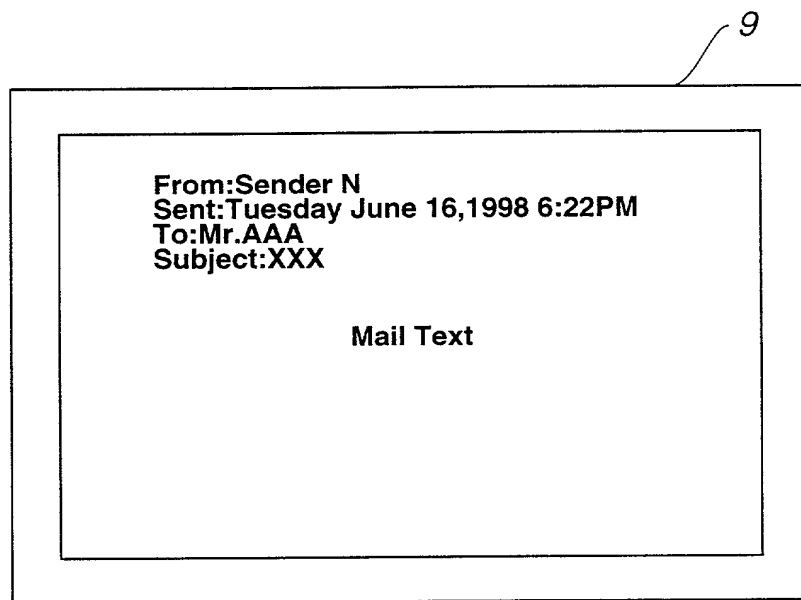 9
From:Sender N
Sent:Tuesday June 16,1998 6:22PM
To:Mr.AAA
Subject:XXX
Mail Text